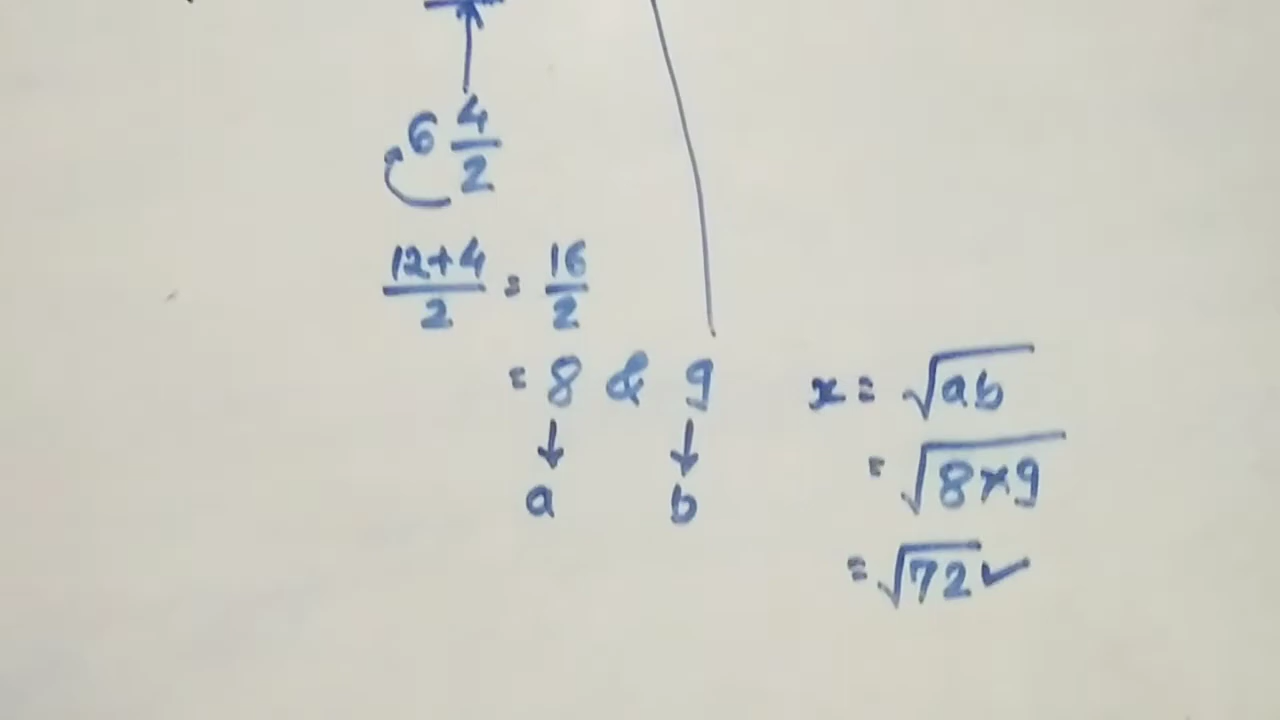 6 4/2
12+4/2 = 16/2
= 8 & 9
a b
x = √ab
= √8×9
= √72 ✓